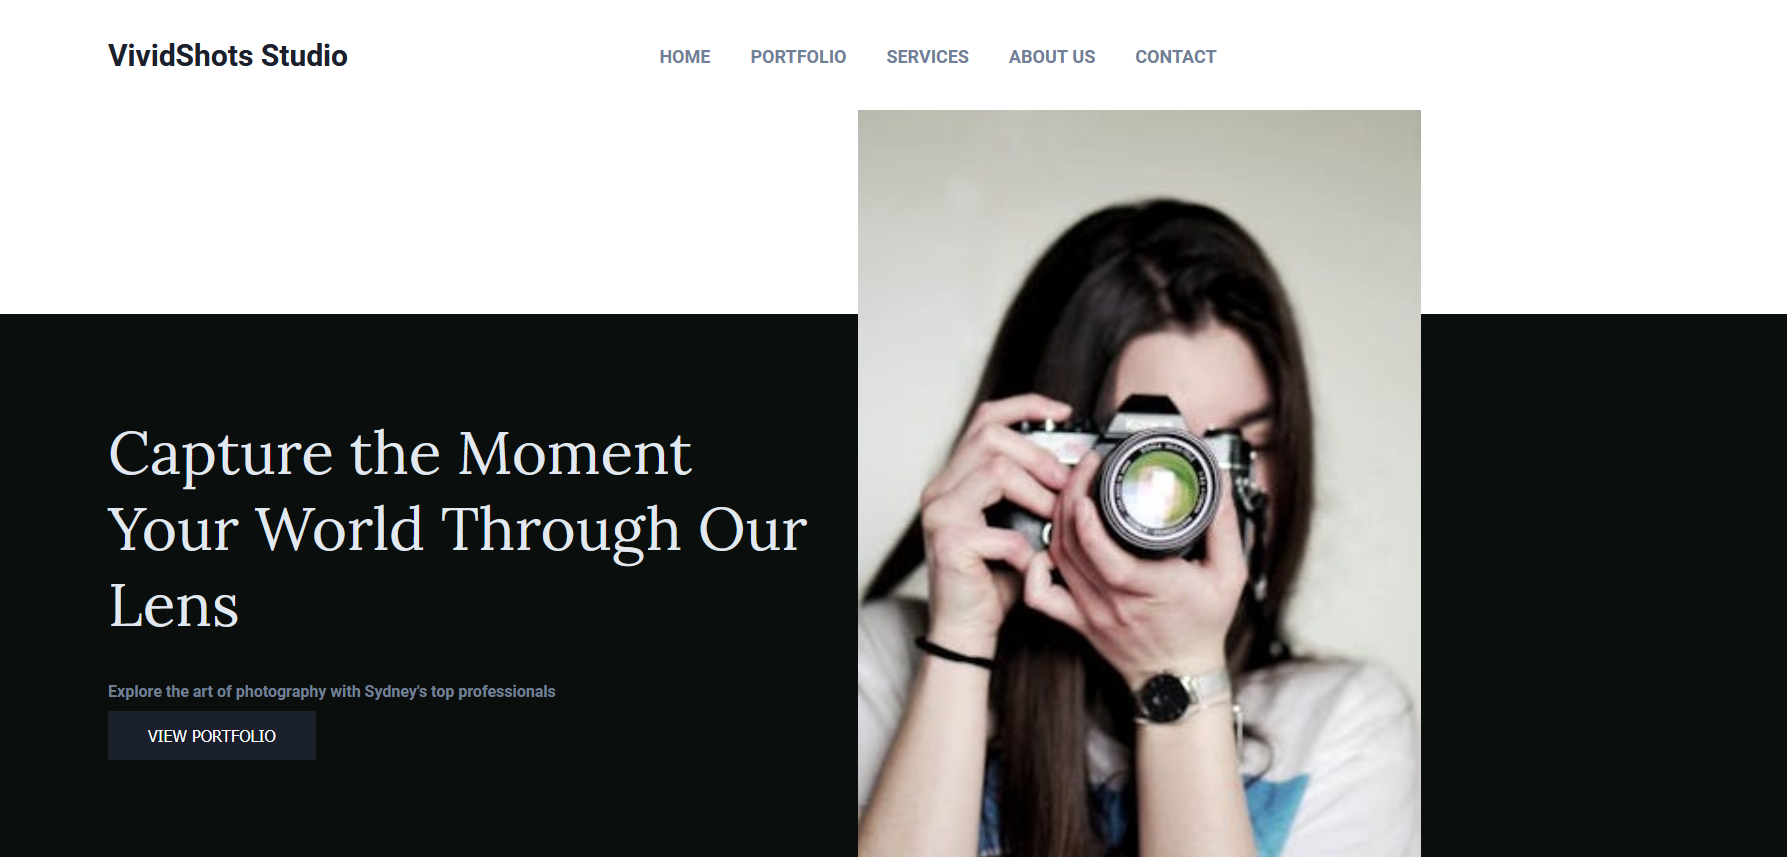 VividShots Studio
HOME PORTFOLIO SERVICES ABOUT US CONTACT
Capture the Moment
Your World Through Our
Lens
Explore the art of photography with Sydney's top professionals
VIEW PORTFOLIO